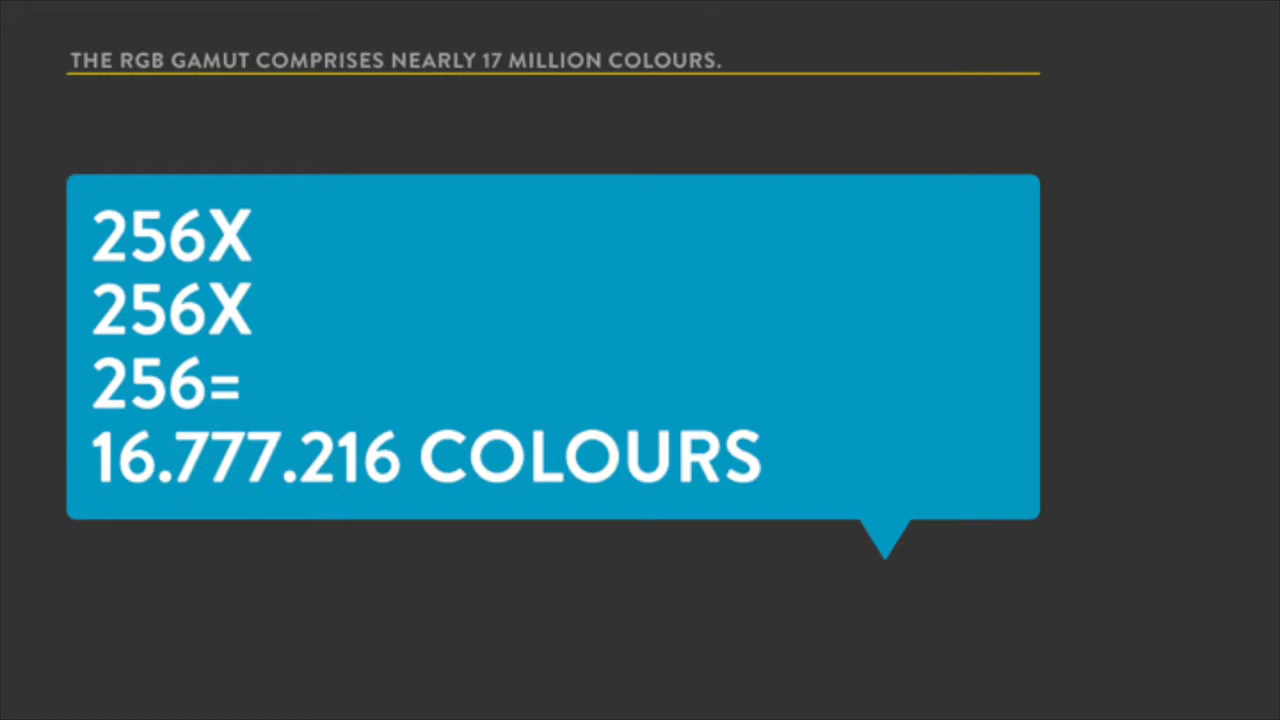 THE RGB GAMUT COMPRISES NEARLY 17 MILLION COLOURS.
256X
256X
256=
16.777.216 COLOURS